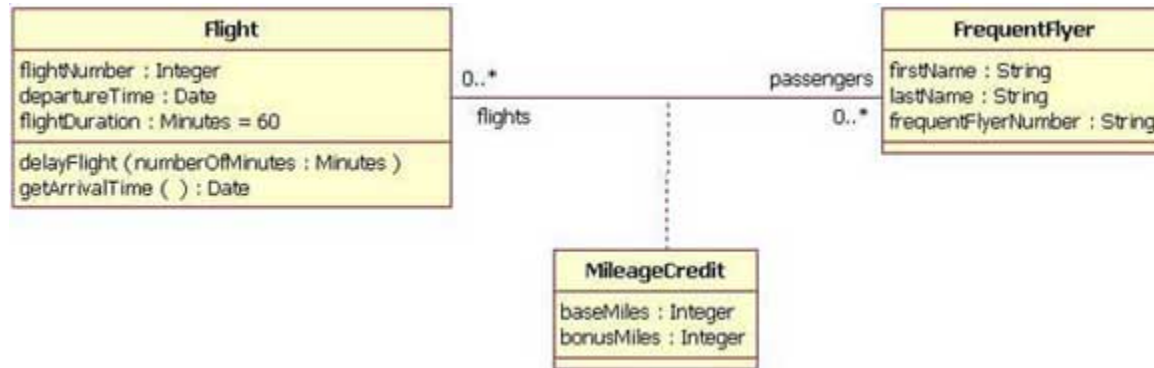 Flight
flightNumber : Integer
departureTime : Date
flightDuration : Minutes = 60
delayFlight ( numberOfMinutes : Minutes )
getArrivalTime ( ) : Date
0..*
flights
passengers
0..*
FrequentFlyer
firstName : String
lastName : String
frequentFlyerNumber : String
MileageCredit
baseMiles : Integer
bonusMiles : Integer